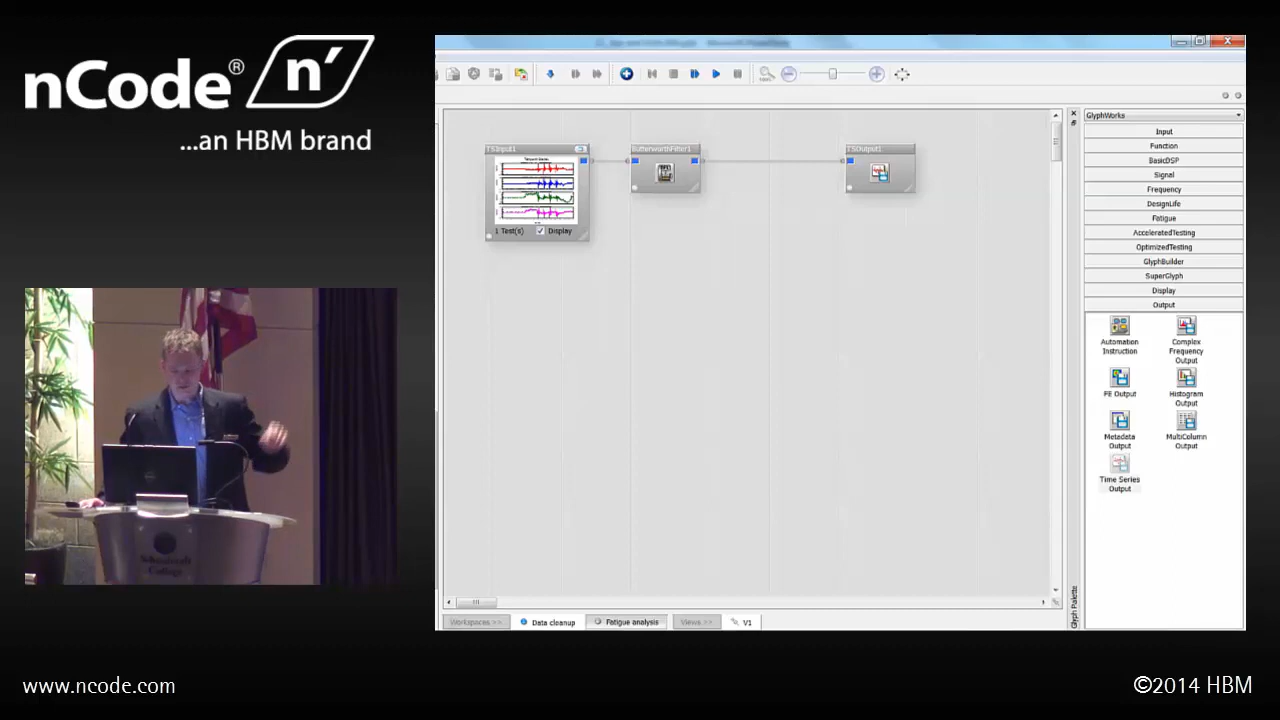 nCode®
n'
...an HBM brand
GlyphWorks
Input
Function
BasicDSP
Signal
Frequency
DesignLife
Fatigue
AcceleratedTesting
OptimizedTesting
GlyphBuilder
SuperGlyph
Display
Output
TSInput1
ButterworthFilter1
TSOutput1
1 Test(s)
Display
Automation
Instruction
Complex
Frequency
Output
FE Output
Histogram
Output
Metadata
Output
MultiColumn
Output
Time Series
Output
Glyph Palette
Schoolcraft
College
Workspaces >>
Data cleanup
Fatigue analysis
Views >>
V1
www.ncode.com
©2014 HBM